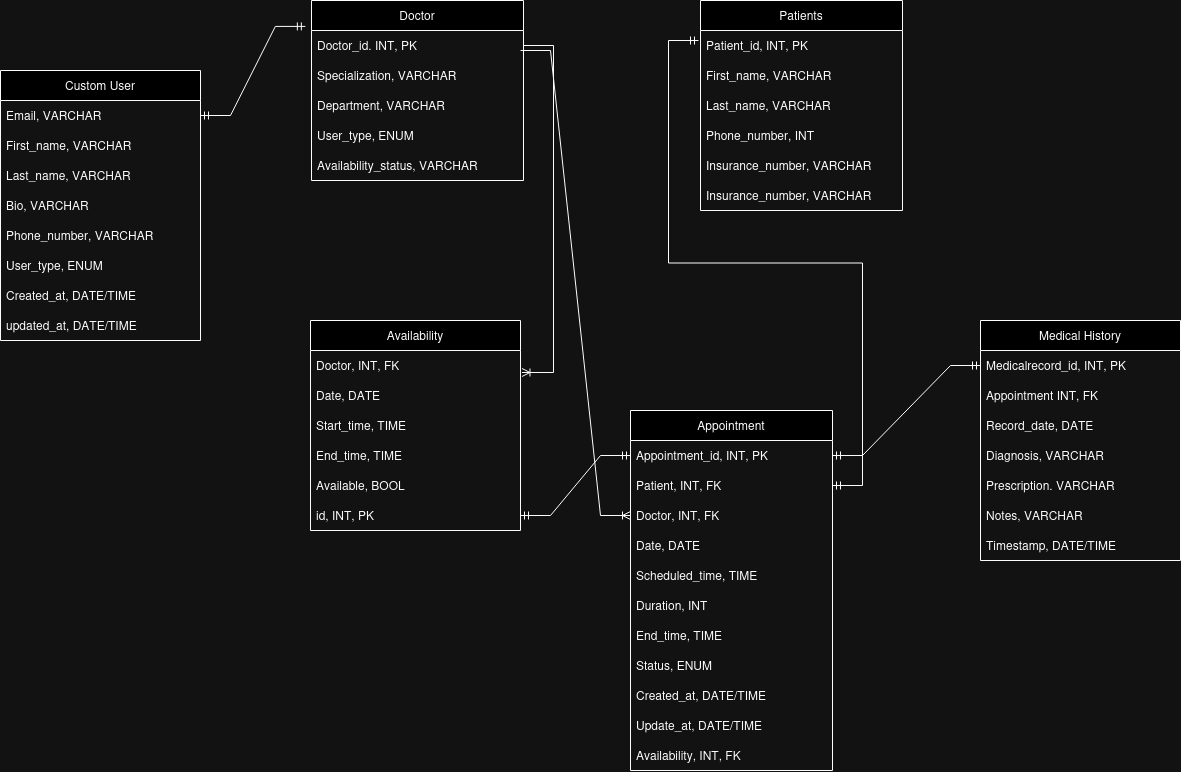 Doctor
Doctor_id. INT, PK
Specialization, VARCHAR
Department, VARCHAR
User_type, ENUM
Availability_status, VARCHAR
Patients
Patient_id, INT, PK
First_name, VARCHAR
Last_name, VARCHAR
Phone_number, INT
Insurance_number, VARCHAR
Insurance_number, VARCHAR
Custom User
Email, VARCHAR
First_name, VARCHAR
Last_name, VARCHAR
Bio, VARCHAR
Phone_number, VARCHAR
User_type, ENUM
Created_at, DATE/TIME
updated_at, DATE/TIME
Availability
Doctor, INT, FK
Date, DATE
Start_time, TIME
End_time, TIME
Available, BOOL
id, INT, PK
Appointment
Appointment_id, INT, PK
Patient, INT, FK
Doctor, INT, FK
Date, DATE
Scheduled_time, TIME
Duration, INT
End_time, TIME
Status, ENUM
Created_at, DATE/TIME
Update_at, DATE/TIME
Availability, INT, FK
Medical History
Medicalrecord_id, INT, PK
Appointment INT, FK
Record_date, DATE
Diagnosis, VARCHAR
Prescription. VARCHAR
Notes, VARCHAR
Timestamp, DATE/TIME